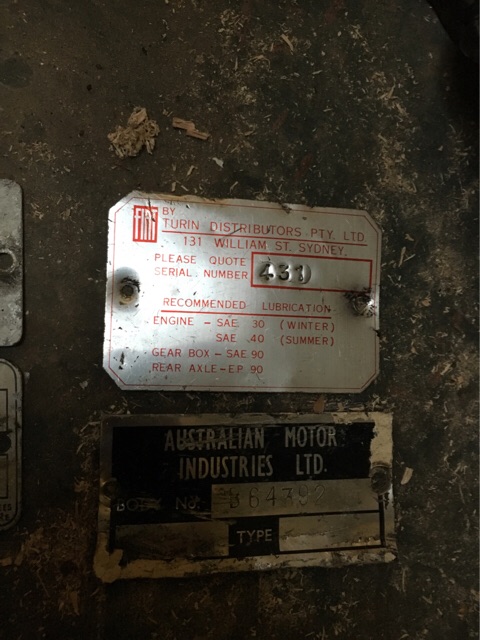 FIAT BY
TURIN DISTRIBUTORS PTY. LTD.
131 WILLIAM ST. SYDNEY.
PLEASE QUOTE
SERIAL NUMBER 431
RECOMMENDED LUBRICATION
ENGINE – SAE 30 (WINTER)
SAE 40 (SUMMER)
GEAR BOX – SAE 90
REAR AXLE – E.P. 90
AUSTRALIAN MOTOR
INDUSTRIES LTD.
BODY NO.
TYPE